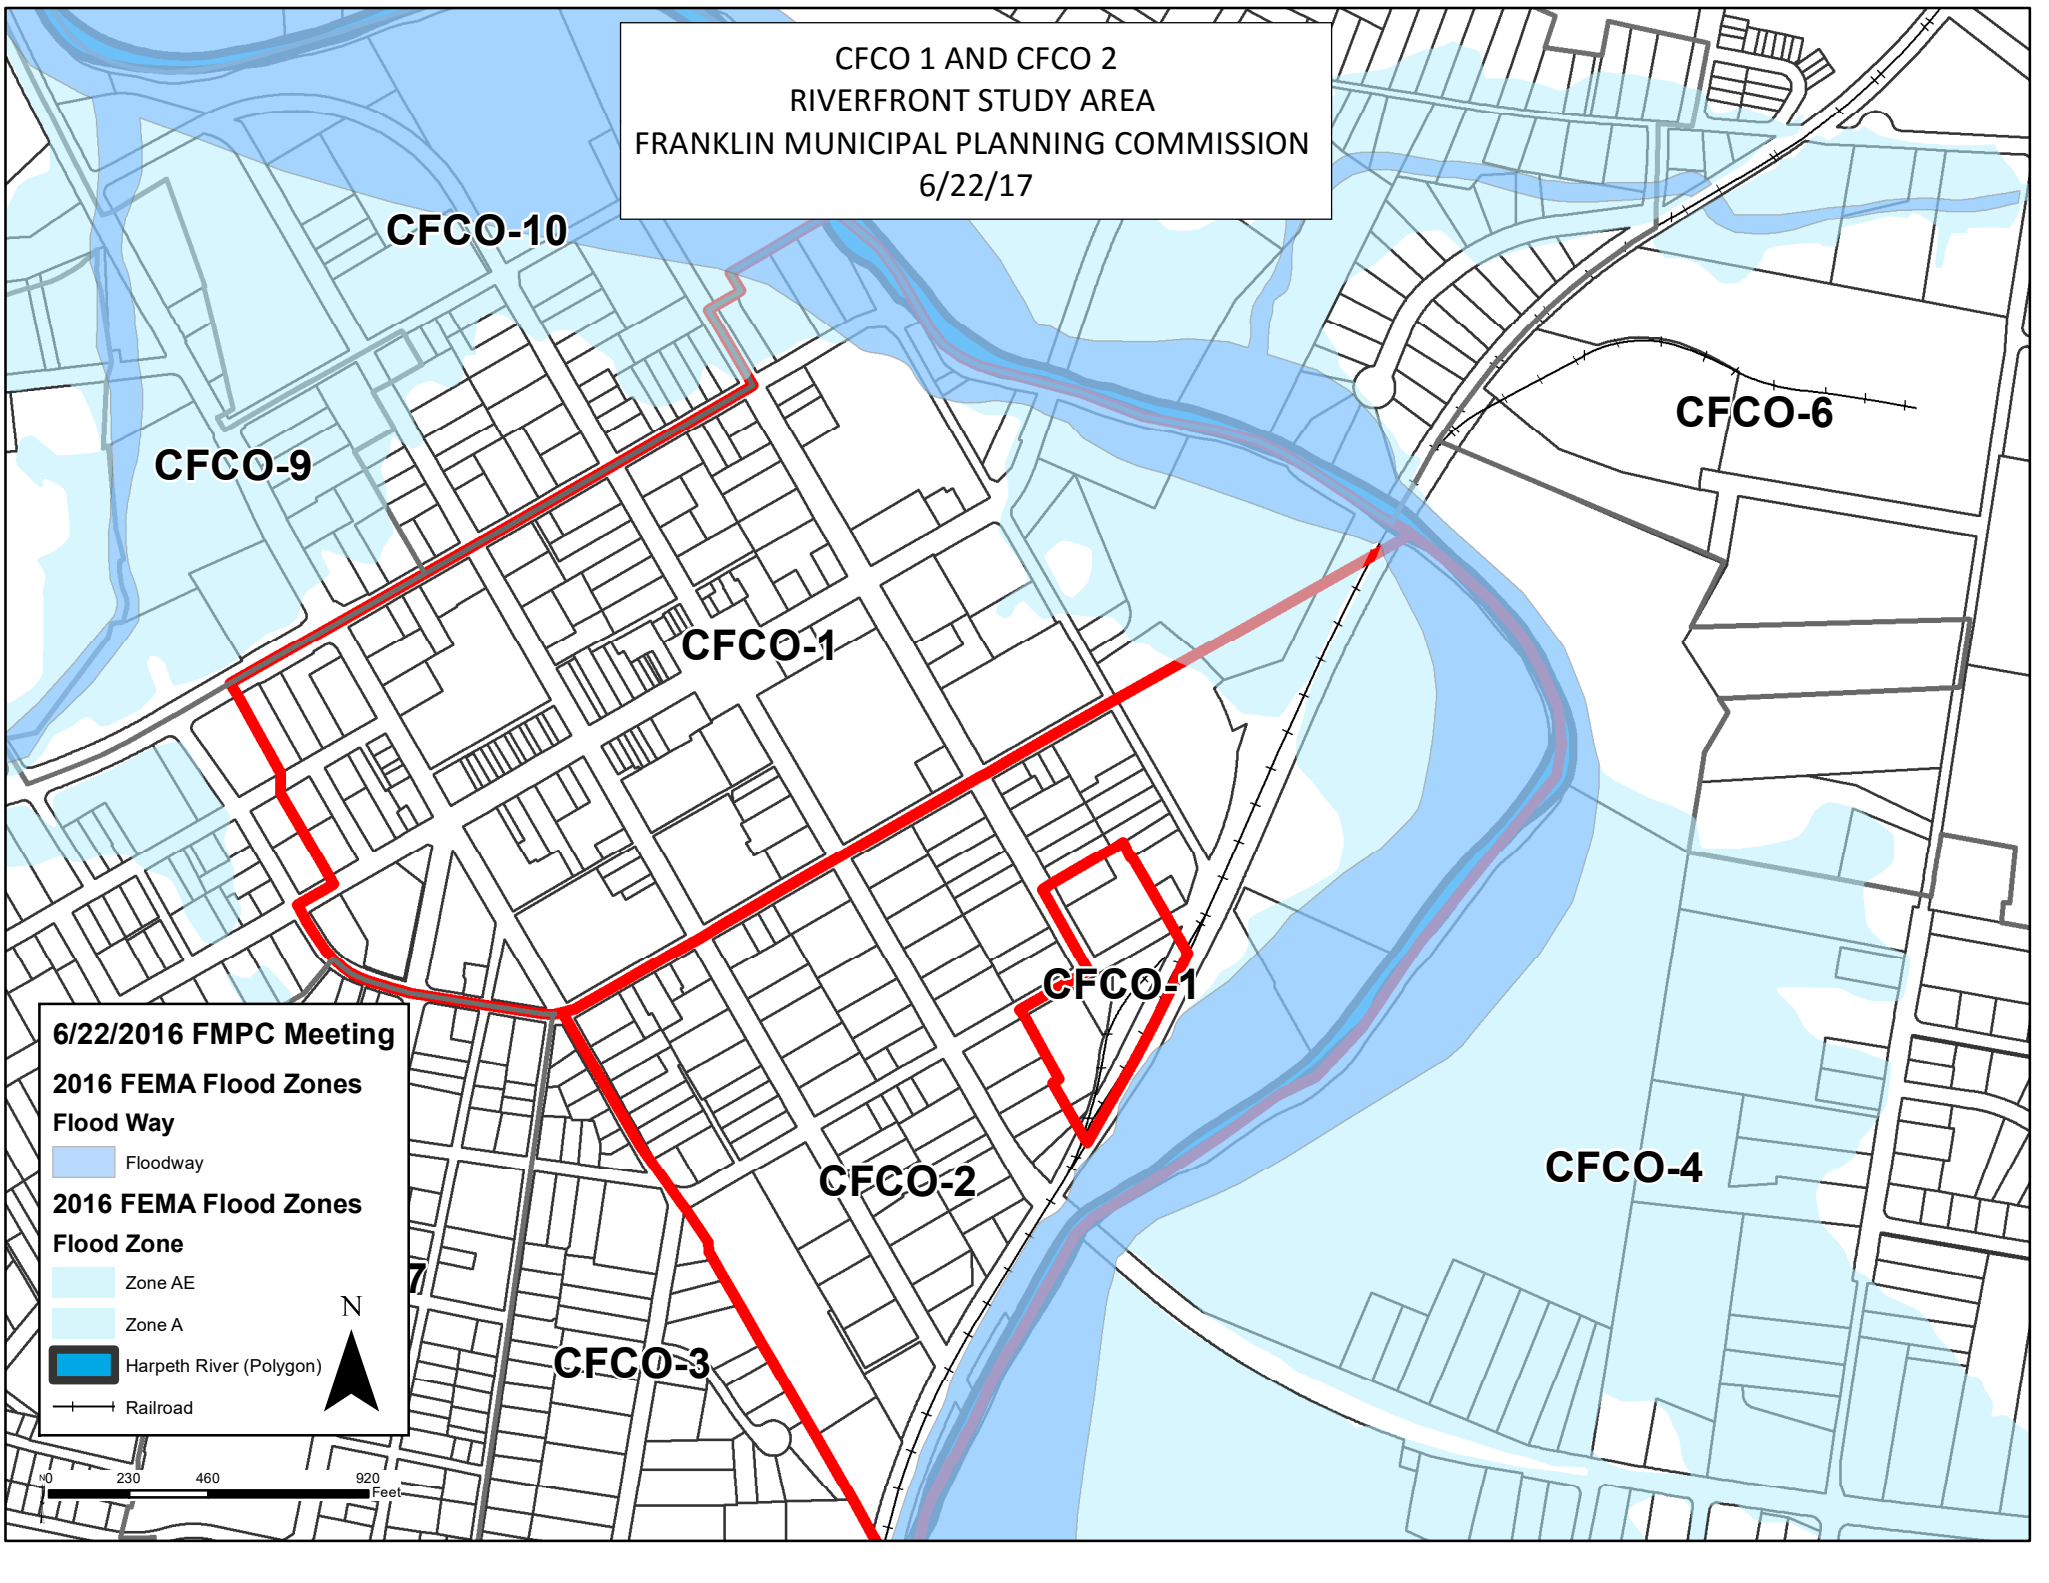 CFCO 1 AND CFCO 2
RIVERFRONT STUDY AREA
FRANKLIN MUNICIPAL PLANNING COMMISSION
6/22/17
CFCO-10
CFCO-6
CFCO-9
CFCO-1
CFCO-1
CFCO-4
CFCO-2
7
CFCO-3
6/22/2016 FMPC Meeting
2016 FEMA Flood Zones
Flood Way
Floodway
2016 FEMA Flood Zones
Flood Zone
Zone AE
Zone A
Harpeth River (Polygon)
Railroad
N
N
0 230 460 920
Feet